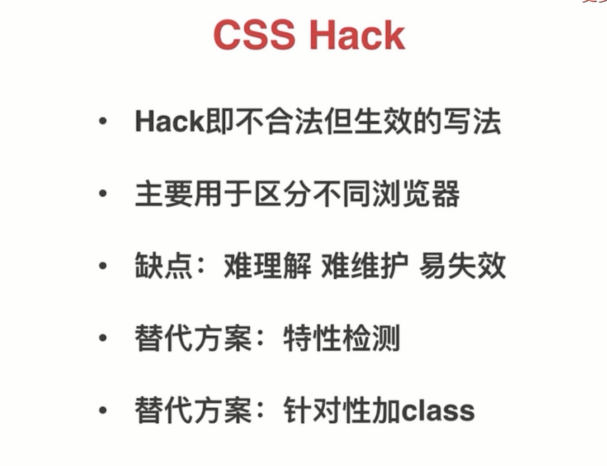 CSS Hack
• Hack即不合法但生效的写法
• 主要用于区分不同浏览器
• 缺点：难理解 难维护 易失效
• 替代方案：特性检测
• 替代方案：针对性加class